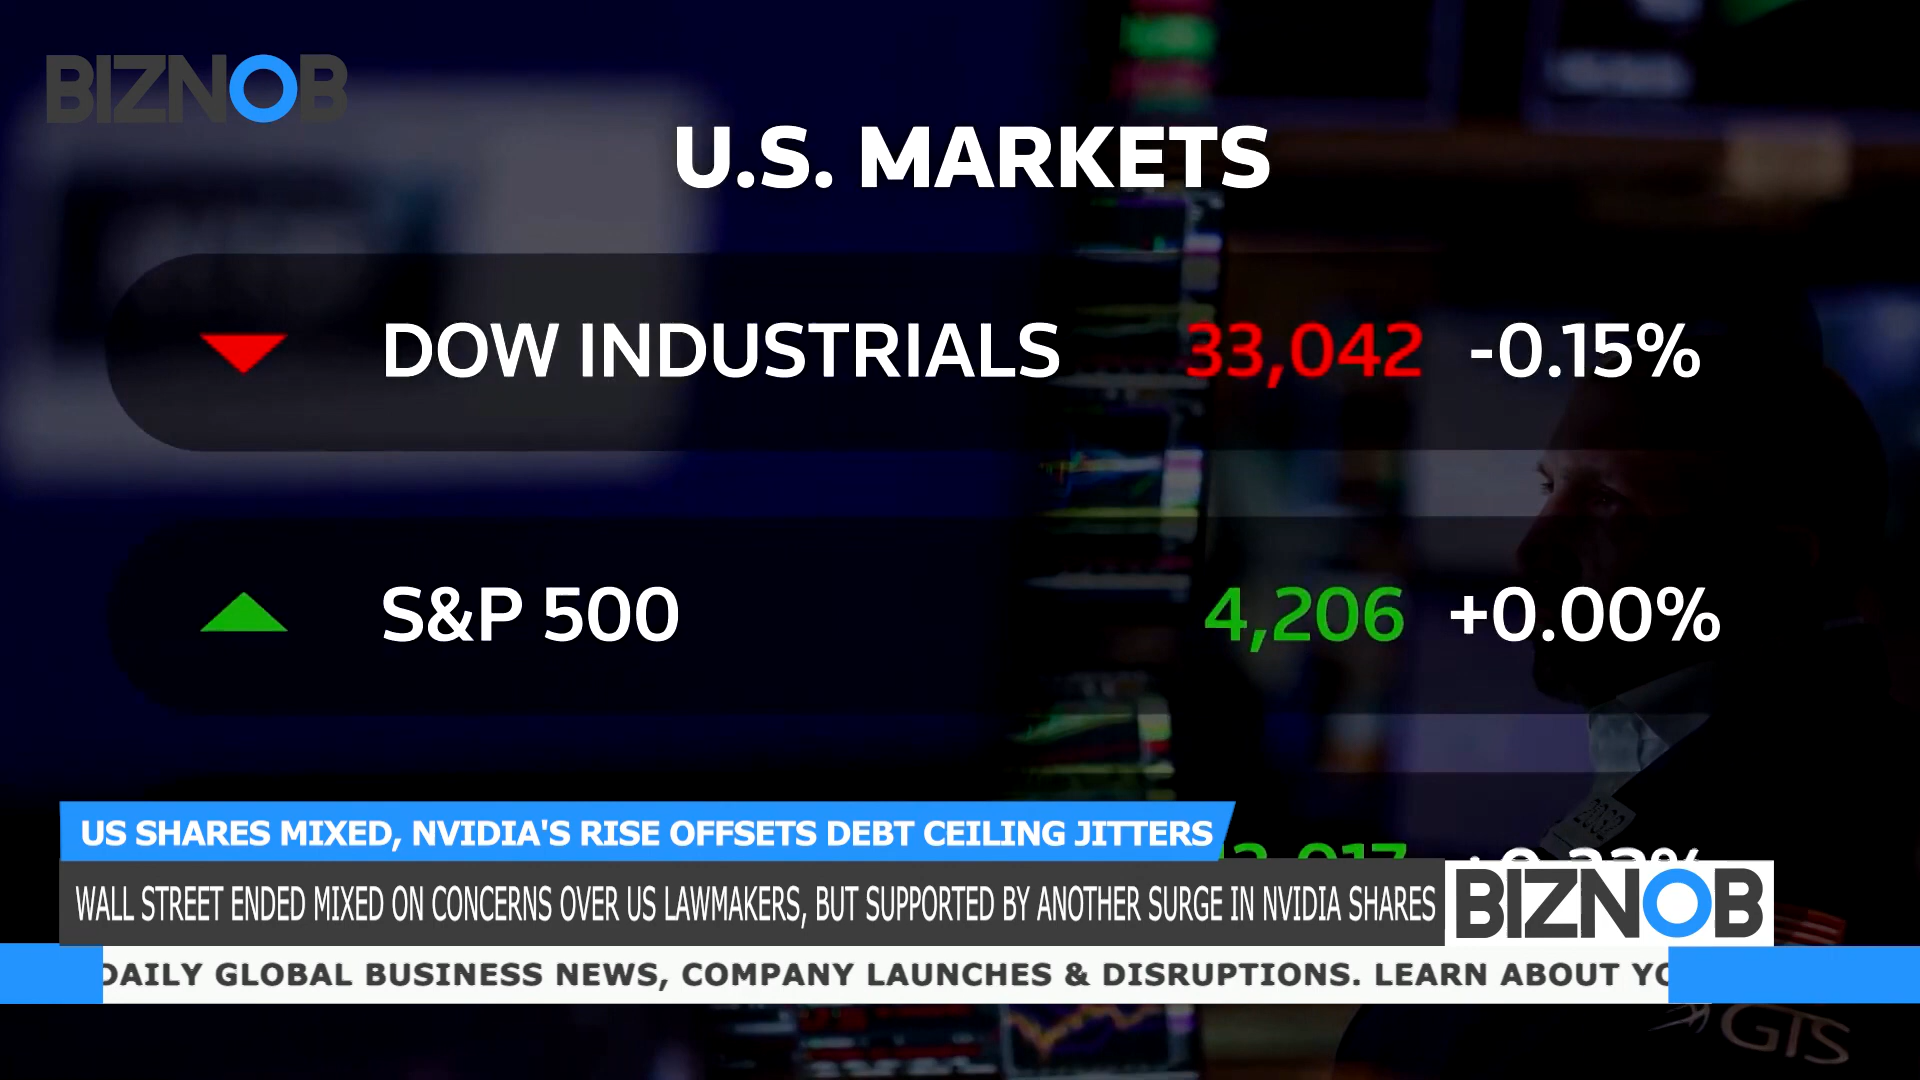 BIZNOB
U.S. MARKETS
DOW INDUSTRIALS 33,042 -0.15%
S&P 500 4,206 +0.00%
US SHARES MIXED, NVIDIA'S RISE OFFSETS DEBT CEILING JITTERS
WALL STREET ENDED MIXED ON CONCERNS OVER US LAWMAKERS, BUT SUPPORTED BY ANOTHER SURGE IN NVIDIA SHARES
BIZNOB
DAILY GLOBAL BUSINESS NEWS, COMPANY LAUNCHES & DISRUPTIONS. LEARN ABOUT
GTS